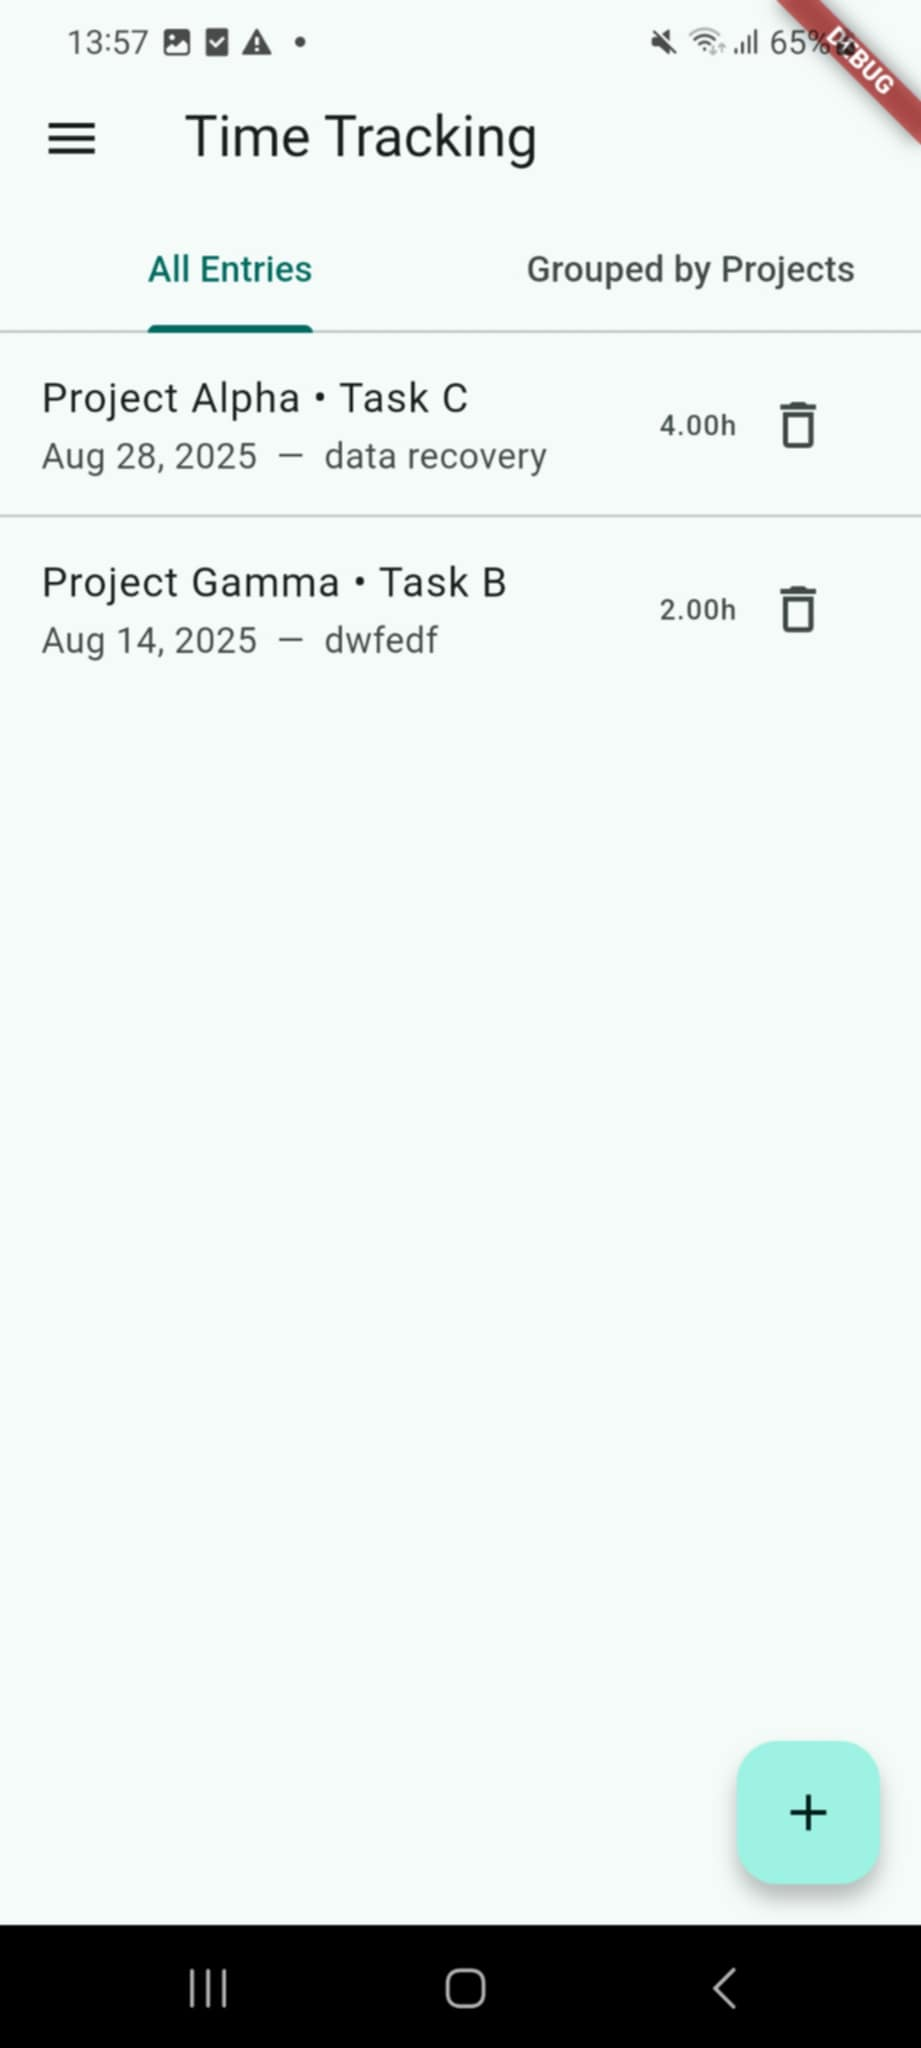 13:57 65%
DEBUG
Time Tracking
All Entries Grouped by Projects
Project Alpha • Task C
Aug 28, 2025 — data recovery
4.00h
Project Gamma • Task B
Aug 14, 2025 — dwfedf
2.00h